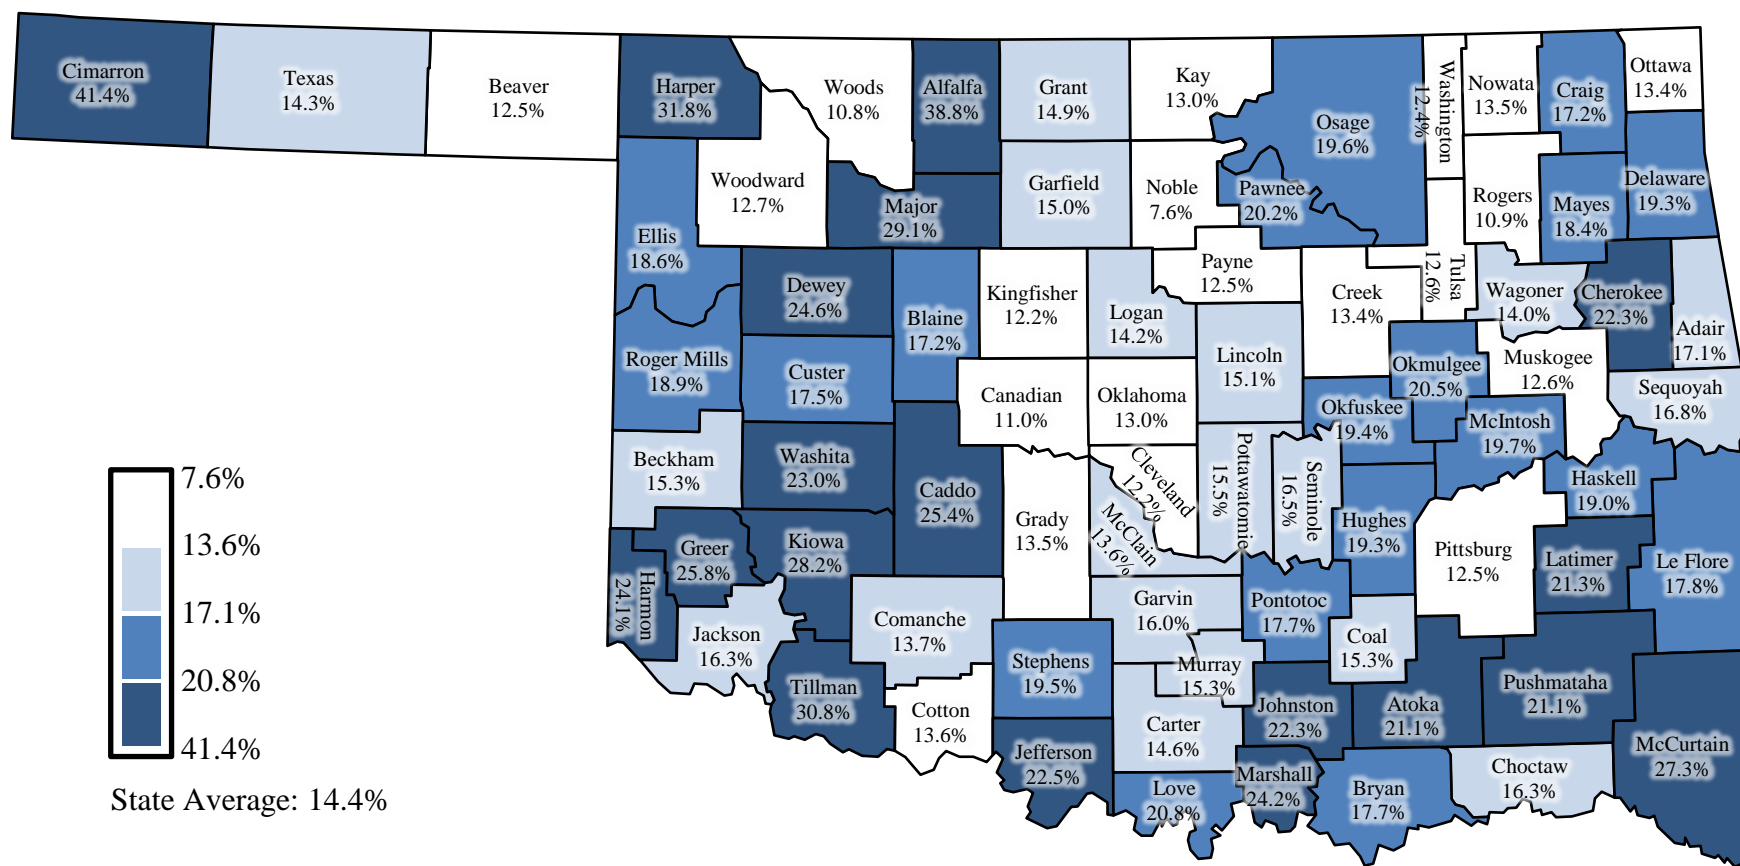 Cimarron
41.4%
Texas
14.3%
Beaver
12.5%
Harper
31.8%
Woods
10.8%
Alfalfa
38.8%
Grant
14.9%
Kay
13.0%
Osage
19.6%
Washington
12.4%
Nowata
13.5%
Craig
17.2%
Ottawa
13.4%
Woodward
12.7%
Major
29.1%
Garfield
15.0%
Noble
7.6%
Pawnee
20.2%
Rogers
10.9%
Mayes
18.4%
Delaware
19.3%
Ellis
18.6%
Dewey
24.6%
Blaine
17.2%
Kingfisher
12.2%
Logan
14.2%
Payne
12.5%
Creek
13.4%
Tulsa
12.6%
Wagoner
14.0%
Cherokee
22.3%
Adair
17.1%
Roger Mills
18.9%
Custer
17.5%
Canadian
11.0%
Oklahoma
13.0%
Lincoln
15.1%
Okmulgee
20.5%
Muskogee
12.6%
Sequoyah
16.8%
Okfuskee
19.4%
McIntosh
19.7%
Beckham
15.3%
Washita
23.0%
Caddo
25.4%
Grady
13.5%
Cleveland
12.2%
McClain
13.6%
Pottawatomie
15.5%
Seminole
16.5%
Hughes
19.3%
Haskell
19.0%
Pittsburg
12.5%
Latimer
21.3%
Le Flore
17.8%
Harmon
24.1%
Greer
25.8%
Kiowa
28.2%
Jackson
16.3%
Comanche
13.7%
Tillman
30.8%
Cotton
13.6%
Stephens
19.5%
Jefferson
22.5%
Garvin
16.0%
Murray
15.3%
Pontotoc
17.7%
Coal
15.3%
Carter
14.6%
Johnston
22.3%
Atoka
21.1%
Pushmataha
21.1%
McCurtain
27.3%
Love
20.8%
Marshall
24.2%
Bryan
17.7%
Choctaw
16.3%
7.6%
13.6%
17.1%
20.8%
41.4%
State Average: 14.4%